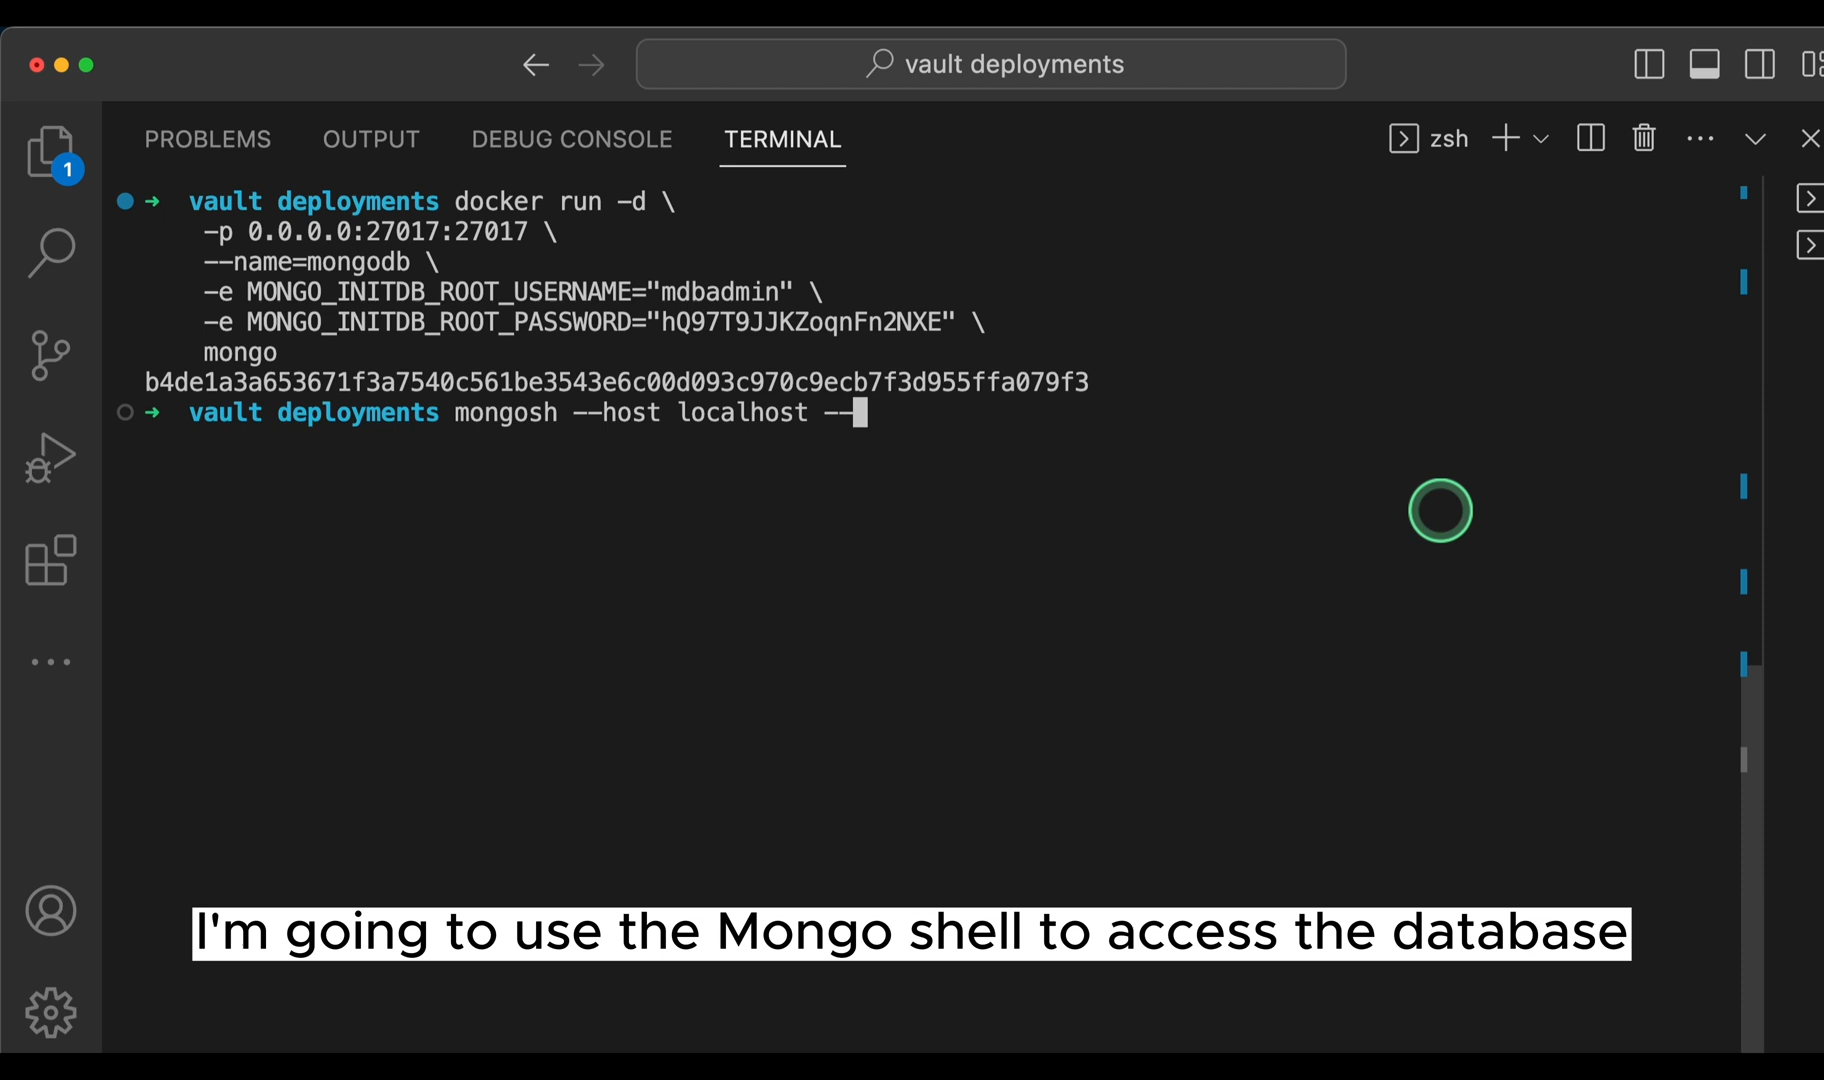 vault deployments
PROBLEMS OUTPUT DEBUG CONSOLE TERMINAL zsh
1
vault deployments docker run -d \
-p 0.0.0.0:27017:27017 \
--name=mongodb \
-e MONGO_INITDB_ROOT_USERNAME="mdbadmin" \
-e MONGO_INITDB_ROOT_PASSWORD="hQ97T9JJKZoqnFn2NXE" \
mongo
b4de1a3a653671f3a7540c561be3543e6c00d093c970c9ecb7f3d955ffa079f3
vault deployments mongosh --host localhost --
I'm going to use the Mongo shell to access the database